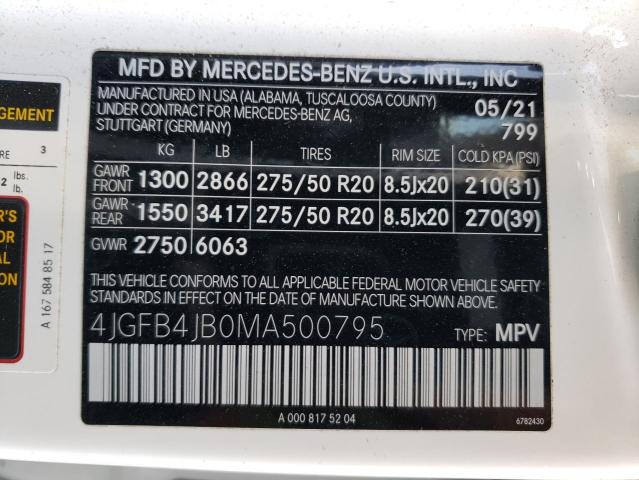 MFD BY MERCEDES-BENZ U.S. INTL., INC
MANUFACTURED IN USA (ALABAMA, TUSCALOOSA COUNTY) 05/21
UNDER CONTRACT FOR MERCEDES-BENZ AG,
STUTTGART (GERMANY) 799
KG LB TIRES RIM SIZE COLD KPA (PSI)
GAWR FRONT 1300 2866 275/50 R20 8.5Jx20 210(31)
GAWR REAR 1550 3417 275/50 R20 8.5Jx20 270(39)
GVWR 2750 6063
THIS VEHICLE CONFORMS TO ALL APPLICABLE FEDERAL MOTOR VEHICLE SAFETY
STANDARDS IN EFFECT ON THE DATE OF MANUFACTURE SHOWN ABOVE.
4JGFB4JB0MA500795 TYPE: MPV
A 000 817 52 04
6782430
3
2 lbs.
lb.
A 167 584 85 17